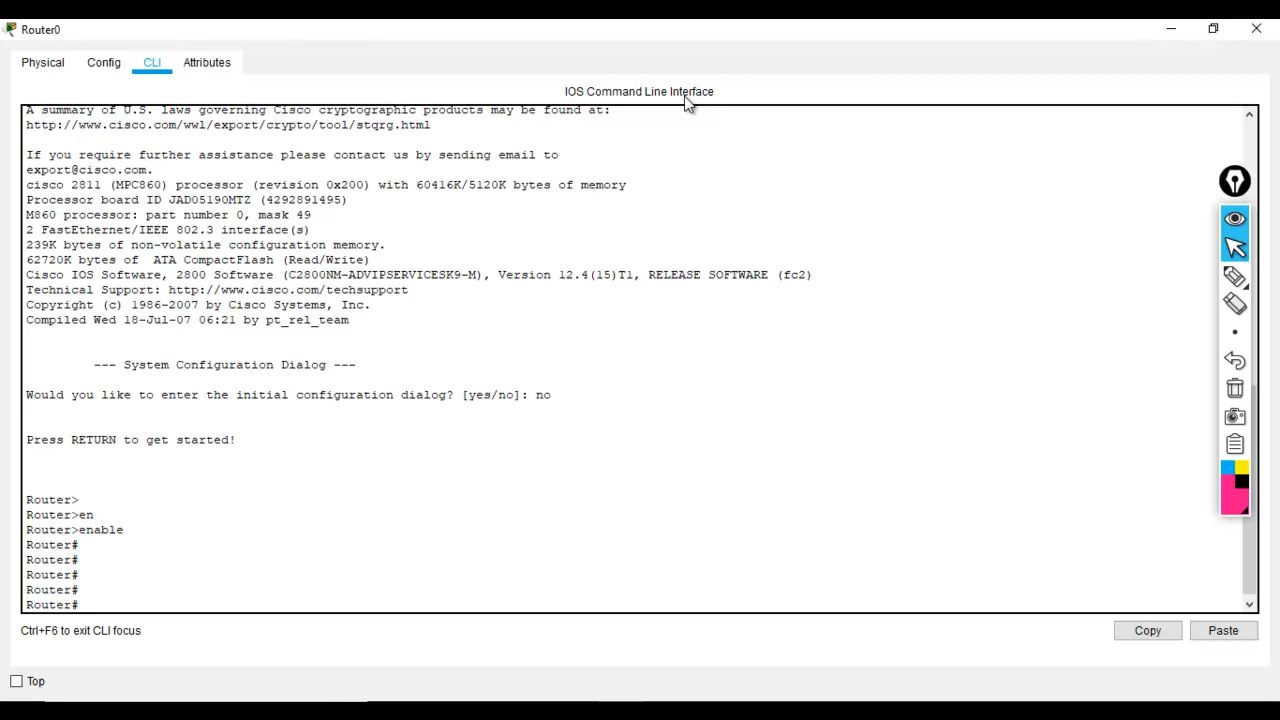 Router0
Physical Config CLI Attributes
IOS Command Line Interface
A summary of U.S. laws governing Cisco cryptographic products may be found at:
http://www.cisco.com/wwl/export/crypto/tool/stqrg.html
If you require further assistance please contact us by sending email to
export@cisco.com.
cisco 2811 (MPC860) processor (revision 0x200) with 60416K/5120K bytes of memory
Processor board ID JAD05190MTZ (4292891495)
M860 processor: part number 0, mask 49
2 FastEthernet/IEEE 802.3 interface(s)
239K bytes of non-volatile configuration memory.
62720K bytes of ATA CompactFlash (Read/Write)
Cisco IOS Software, 2800 Software (C2800NM-ADVIPSERVICESK9-M), Version 12.4(15)T1, RELEASE SOFTWARE (fc2)
Technical Support: http://www.cisco.com/techsupport
Copyright (c) 1986-2007 by Cisco Systems, Inc.
Compiled Wed 18-Jul-07 06:21 by pt_rel_team
--- System Configuration Dialog ---
Would you like to enter the initial configuration dialog? [yes/no]: no
Press RETURN to get started!
Router>
Router>en
Router>enable
Router#
Router#
Router#
Router#
Router#
Ctrl+F6 to exit CLI focus
Copy Paste
Top